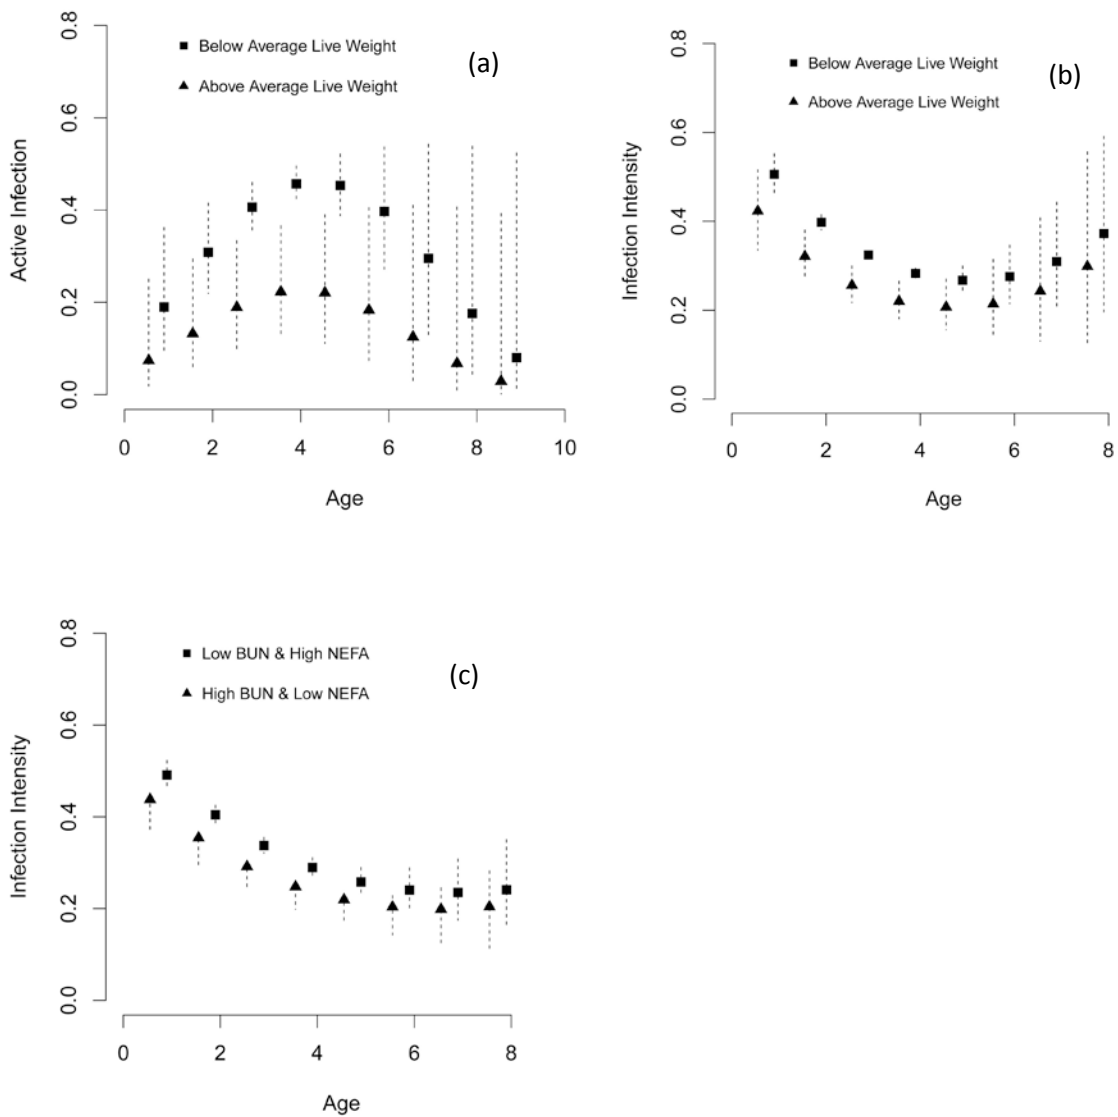 (a)
Below Average Live Weight
Above Average Live Weight
Active Infection
0.8
0.6
0.4
0.2
0.0
0 2 4 6 8 10
Age
(b)
Below Average Live Weight
Above Average Live Weight
Infection Intensity
0.8
0.6
0.4
0.2
0.0
0 2 4 6 8
Age
(c)
Low BUN & High NEFA
High BUN & Low NEFA
Infection Intensity
0.8
0.6
0.4
0.2
0.0
0 2 4 6 8
Age